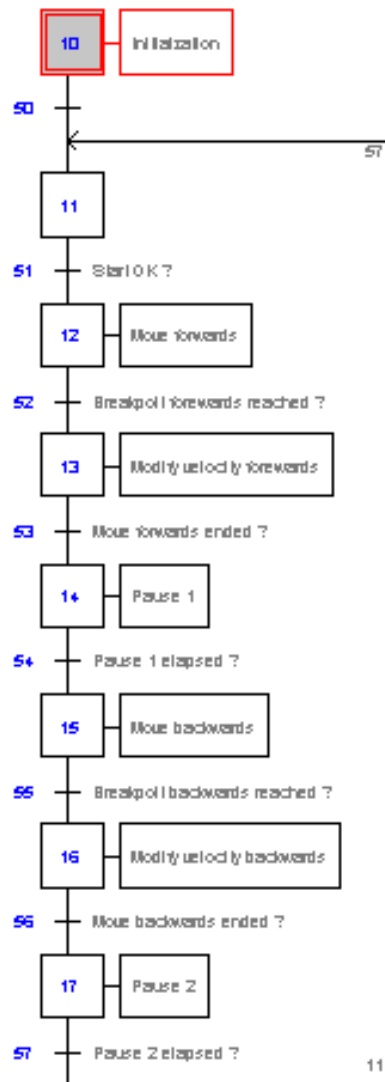 10 Initialization
50
57
11
51 Start OK ?
12 Move forwards
52 Breakpoint forewards reached ?
13 Modify velocity forewards
53 Move forwards ended ?
14 Pause 1
54 Pause 1 elapsed ?
15 Move backwards
55 Breakpoint backwards reached ?
16 Modify velocity backwards
56 Move backwards ended ?
17 Pause 2
57 Pause 2 elapsed ?
11